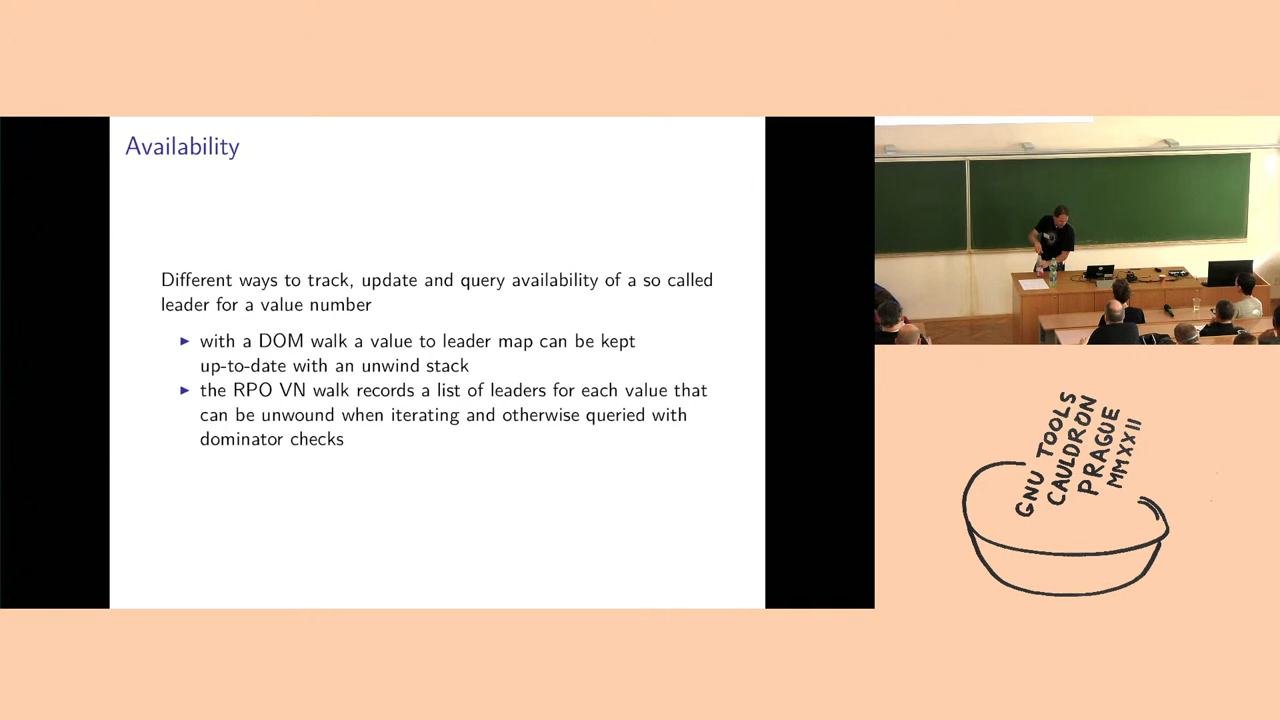 Availability
Different ways to track, update and query availability of a so called
leader for a value number
with a DOM walk a value to leader map can be kept
up-to-date with an unwind stack
the RPO VN walk records a list of leaders for each value that
can be unwound when iterating and otherwise queried with
dominator checks
GNU TOOLS
CAULDRON
PRAGUE
MMXXII